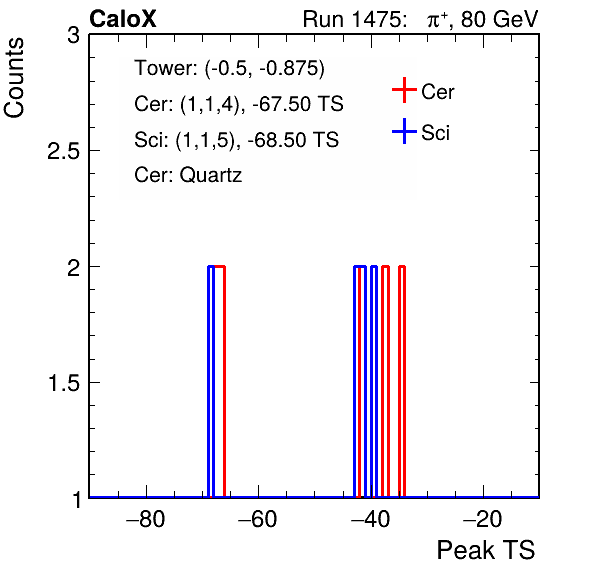 CaloX Run 1475: π⁺, 80 GeV
Counts
3
2.5
2
1.5
1
Tower: (-0.5, -0.875)
Cer: (1,1,4), -67.50 TS
Sci: (1,1,5), -68.50 TS
Cer: Quartz
Cer
Sci
−80 −60 −40 −20
Peak TS